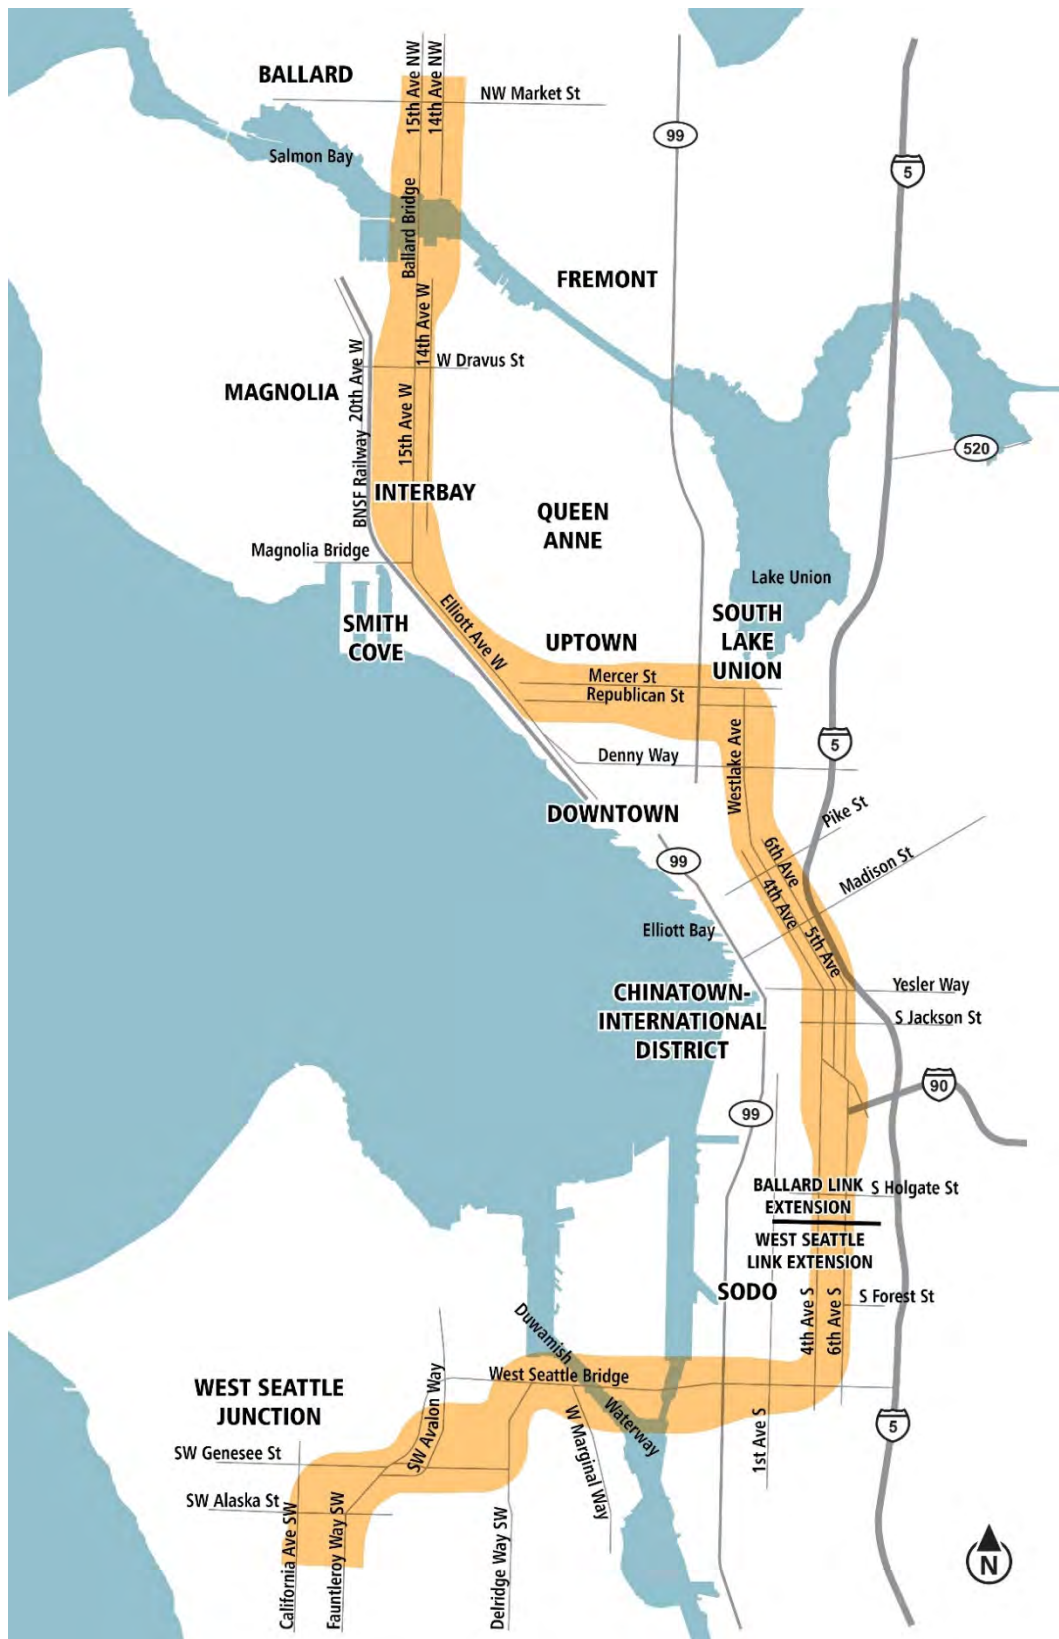 15th Ave NW
14th Ave NW
BALLARD
NW Market St
99
5
Salmon Bay
Ballard Bridge
FREMONT
14th Ave W
W Dravus St
20th Ave W
MAGNOLIA
15th Ave W
520
BNSF Railway
INTERBAY
QUEEN
ANNE
Magnolia Bridge
Lake Union
SMITH
COVE
Elliott Ave W
SOUTH
LAKE
UNION
UPTOWN
Mercer St
Republican St
5
Denny Way
Westlake Ave
DOWNTOWN
Pike St
99
6th Ave
Madison St
4th Ave
Elliott Bay
5th Ave
Yesler Way
CHINATOWN-
INTERNATIONAL
DISTRICT
S Jackson St
90
99
BALLARD LINK
EXTENSION
S Holgate St
WEST SEATTLE
LINK EXTENSION
SODO
S Forest St
4th Ave S
6th Ave S
Duwamish
Waterway
West Seattle Bridge
WEST SEATTLE
JUNCTION
SW Avalon Way
W Marginal Way
1st Ave S
5
SW Genesee St
SW Alaska St
California Ave SW
Fauntleroy Way SW
Delridge Way SW
N